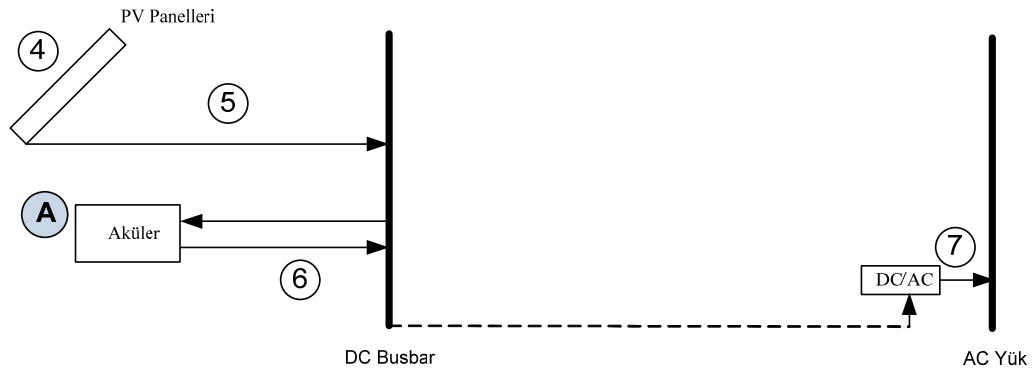 PV Panelleri
4
5
A
Aküler
6
7
DC/AC
DC Busbar
AC Yük